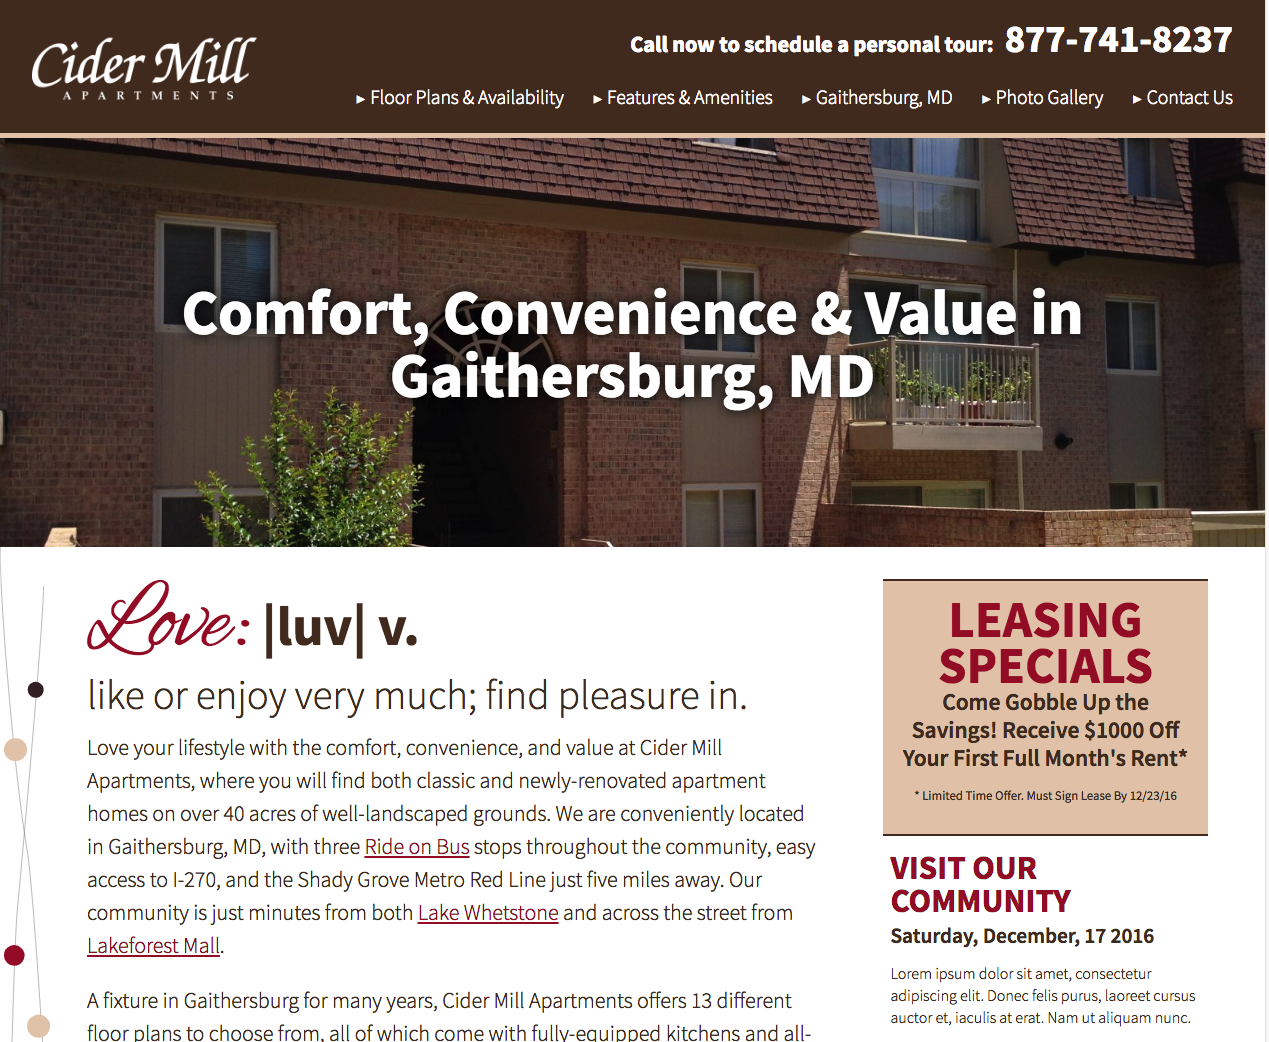 Cider Mill
APARTMENTS
Call now to schedule a personal tour: 877-741-8237
▸ Floor Plans & Availability ▸ Features & Amenities ▸ Gaithersburg, MD ▸ Photo Gallery ▸ Contact Us
Comfort, Convenience & Value in
Gaithersburg, MD
Love: |luv| v.
like or enjoy very much; find pleasure in.
Love your lifestyle with the comfort, convenience, and value at Cider Mill
Apartments, where you will find both classic and newly-renovated apartment
homes on over 40 acres of well-landscaped grounds. We are conveniently located
in Gaithersburg, MD, with three Ride on Bus stops throughout the community, easy
access to I-270, and the Shady Grove Metro Red Line just five miles away. Our
community is just minutes from both Lake Whetstone and across the street from
Lakeforest Mall.
A fixture in Gaithersburg for many years, Cider Mill Apartments offers 13 different
floor plans to choose from, all of which come with fully-equipped kitchens and all-
LEASING
SPECIALS
Come Gobble Up the
Savings! Receive $1000 Off
Your First Full Month's Rent*
* Limited Time Offer. Must Sign Lease By 12/23/16
VISIT OUR
COMMUNITY
Saturday, December, 17 2016
Lorem ipsum dolor sit amet, consectetur
adipiscing elit. Donec felis purus, laoreet cursus
auctor et, iaculis at erat. Nam ut aliquam nunc.